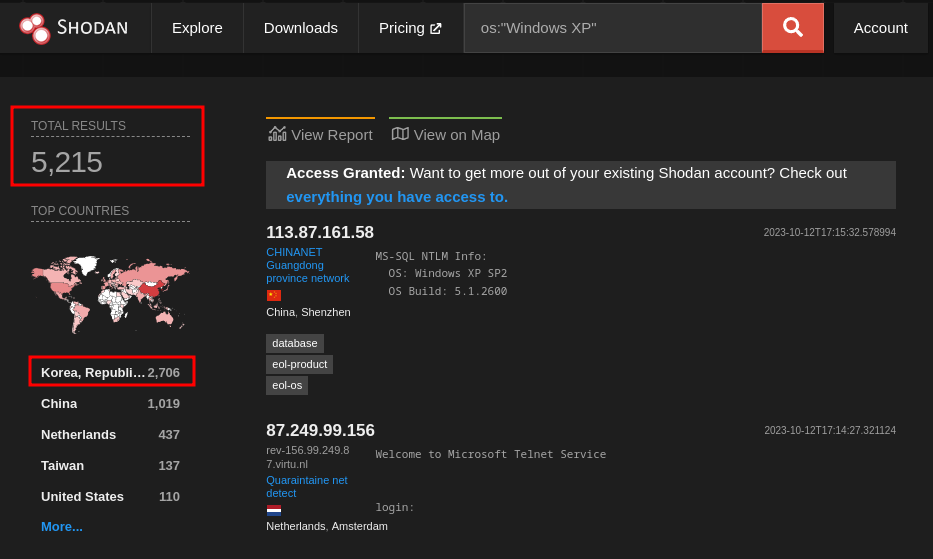 SHODAN Explore Downloads Pricing os:"Windows XP" Account
TOTAL RESULTS
5,215
TOP COUNTRIES
Korea, Republi... 2,706
China 1,019
Netherlands 437
Taiwan 137
United States 110
More...
View Report View on Map
Access Granted: Want to get more out of your existing Shodan account? Check out
everything you have access to.
113.87.161.58 2023-10-12T17:15:32.578994
CHINANET
Guangdong
province network
China, Shenzhen
MS-SQL NTLM Info:
OS: Windows XP SP2
OS Build: 5.1.2600
database
eol-product
eol-os
87.249.99.156 2023-10-12T17:14:27.321124
rev-156.99.249.8
7.virtu.nl
Quaraintaine net
detect
Netherlands, Amsterdam
Welcome to Microsoft Telnet Service
login: